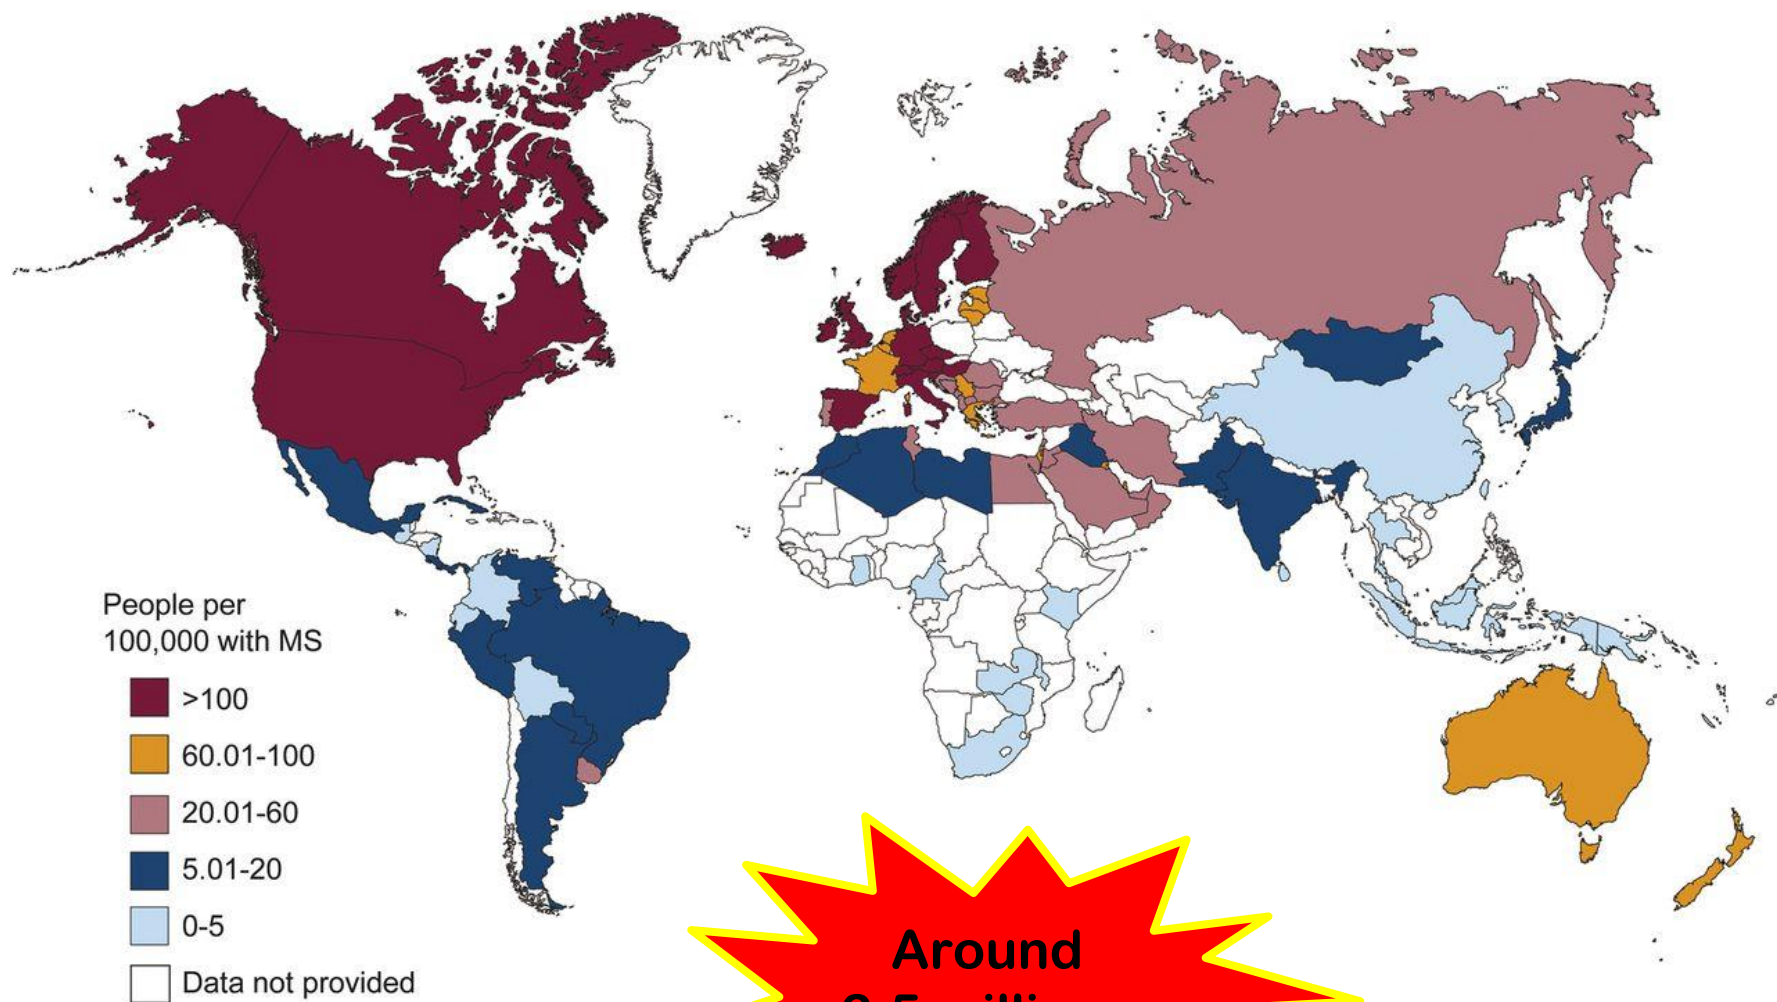 People per
100,000 with MS
>100
60.01-100
20.01-60
5.01-20
0-5
Data not provided
Around